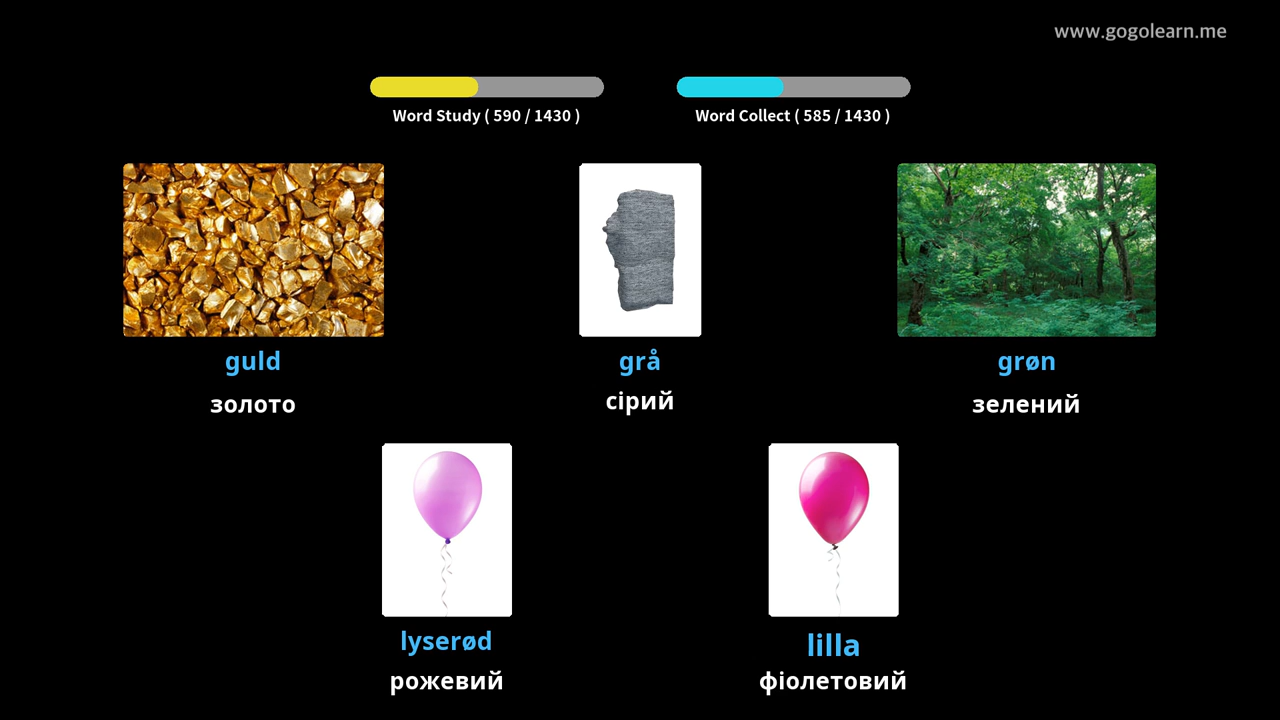 www.gogolearn.me
Word Study ( 590 / 1430 )
Word Collect ( 585 / 1430 )
guld
grå
grøn
золото
сірий
зелений
lyserød
lilla
рожевий
фіолетовий